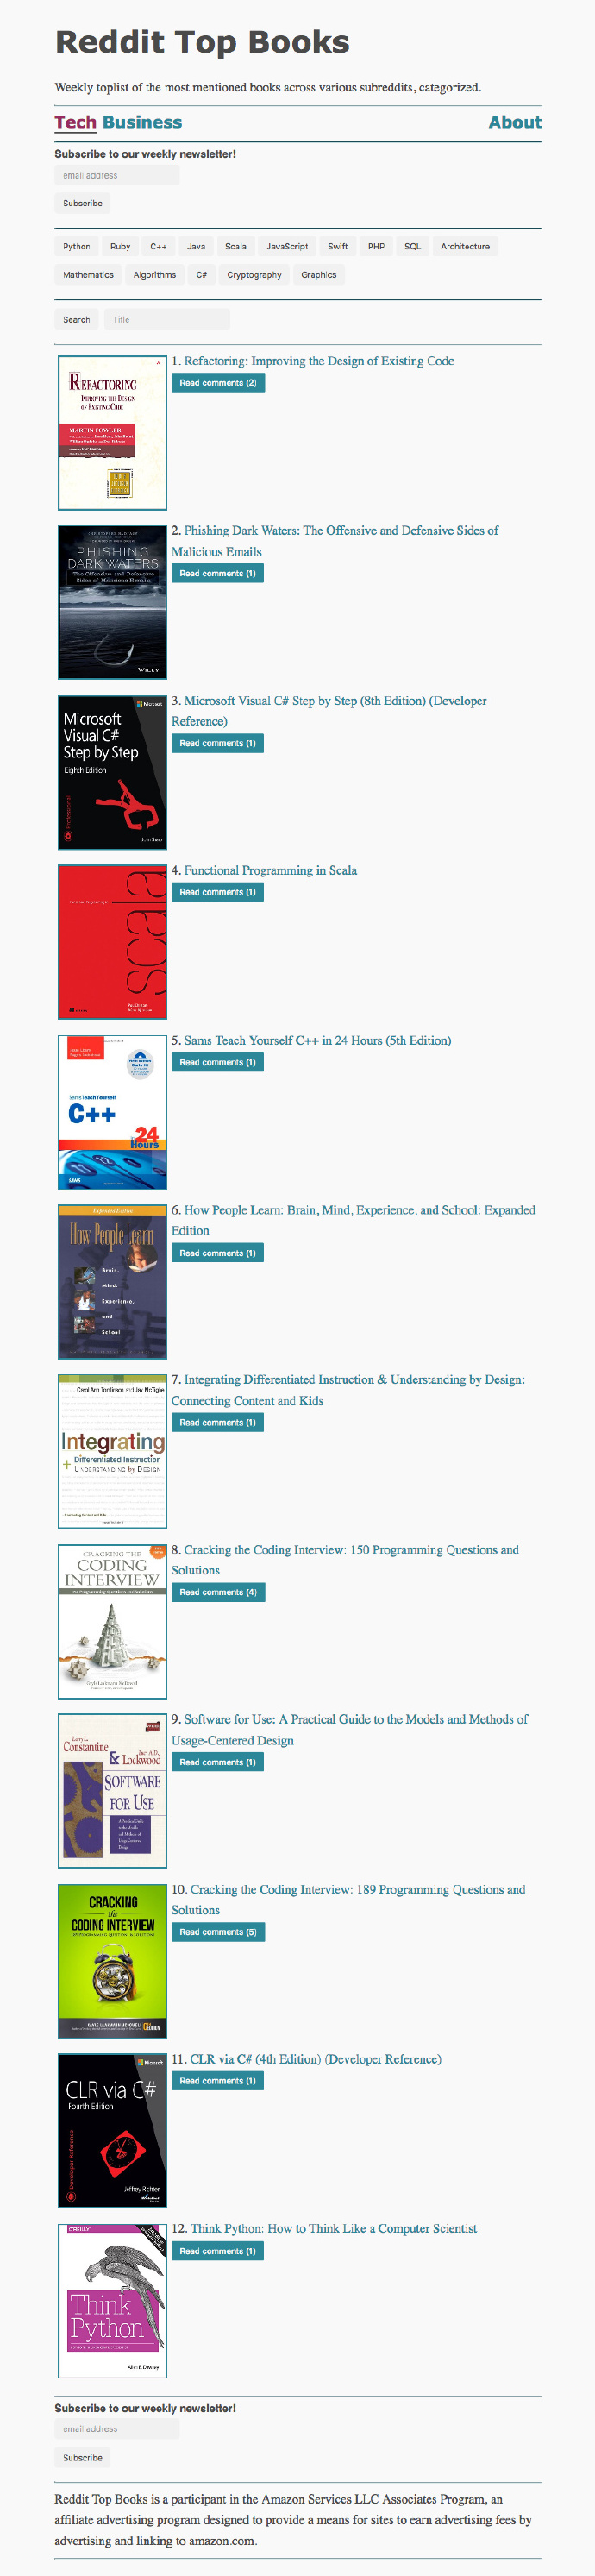 Reddit Top Books
Weekly toplist of the most mentioned books across various subreddits, categorized.
Tech Business About
Subscribe to our weekly newsletter!
email address
Subscribe
Python Ruby C++ Java Scala JavaScript Swift PHP SQL Architecture
Mathematics Algorithms C# Cryptography Graphics
Search Title
REFACTORING
IMPROVING THE DESIGN
OF EXISTING CODE
MARTIN FOWLER
1. Refactoring: Improving the Design of Existing Code
Read comments (2)
PHISHING
DARK WATERS
The Offensive and Defensive
Sides of Malicious Emails
WILEY
2. Phishing Dark Waters: The Offensive and Defensive Sides of
Malicious Emails
Read comments (1)
Microsoft
Microsoft
Visual C#
Step by Step
Eighth Edition
Professional
John Sharp
3. Microsoft Visual C# Step by Step (8th Edition) (Developer
Reference)
Read comments (1)
scala
4. Functional Programming in Scala
Read comments (1)
SamsTeachYourself
C++
24
Hours
SAMS
5. Sams Teach Yourself C++ in 24 Hours (5th Edition)
Read comments (1)
Expanded Edition
How People Learn
Brain,
Mind,
Experience,
and
School
6. How People Learn: Brain, Mind, Experience, and School: Expanded
Edition
Read comments (1)
Carol Ann Tomlinson and Jay McTighe
Integrating
+ Differentiated Instruction
UNDERSTANDING by DESIGN
7. Integrating Differentiated Instruction & Understanding by Design:
Connecting Content and Kids
Read comments (1)
CRACKING THE
CODING
INTERVIEW
8. Cracking the Coding Interview: 150 Programming Questions and
Solutions
Read comments (4)
Larry L.
Constantine
& Lucy A.D.
Lockwood
SOFTWARE
FOR USE
9. Software for Use: A Practical Guide to the Models and Methods of
Usage-Centered Design
Read comments (1)
CRACKING
the
CODING INTERVIEW
10. Cracking the Coding Interview: 189 Programming Questions and
Solutions
Read comments (5)
Microsoft
CLR via C#
Fourth Edition
Developer Reference
Jeffrey Richter
11. CLR via C# (4th Edition) (Developer Reference)
Read comments (1)
O'REILLY
Think
Python
Allen B. Downey
12. Think Python: How to Think Like a Computer Scientist
Read comments (1)
Subscribe to our weekly newsletter!
email address
Subscribe
Reddit Top Books is a participant in the Amazon Services LLC Associates Program, an
affiliate advertising program designed to provide a means for sites to earn advertising fees by
advertising and linking to amazon.com.